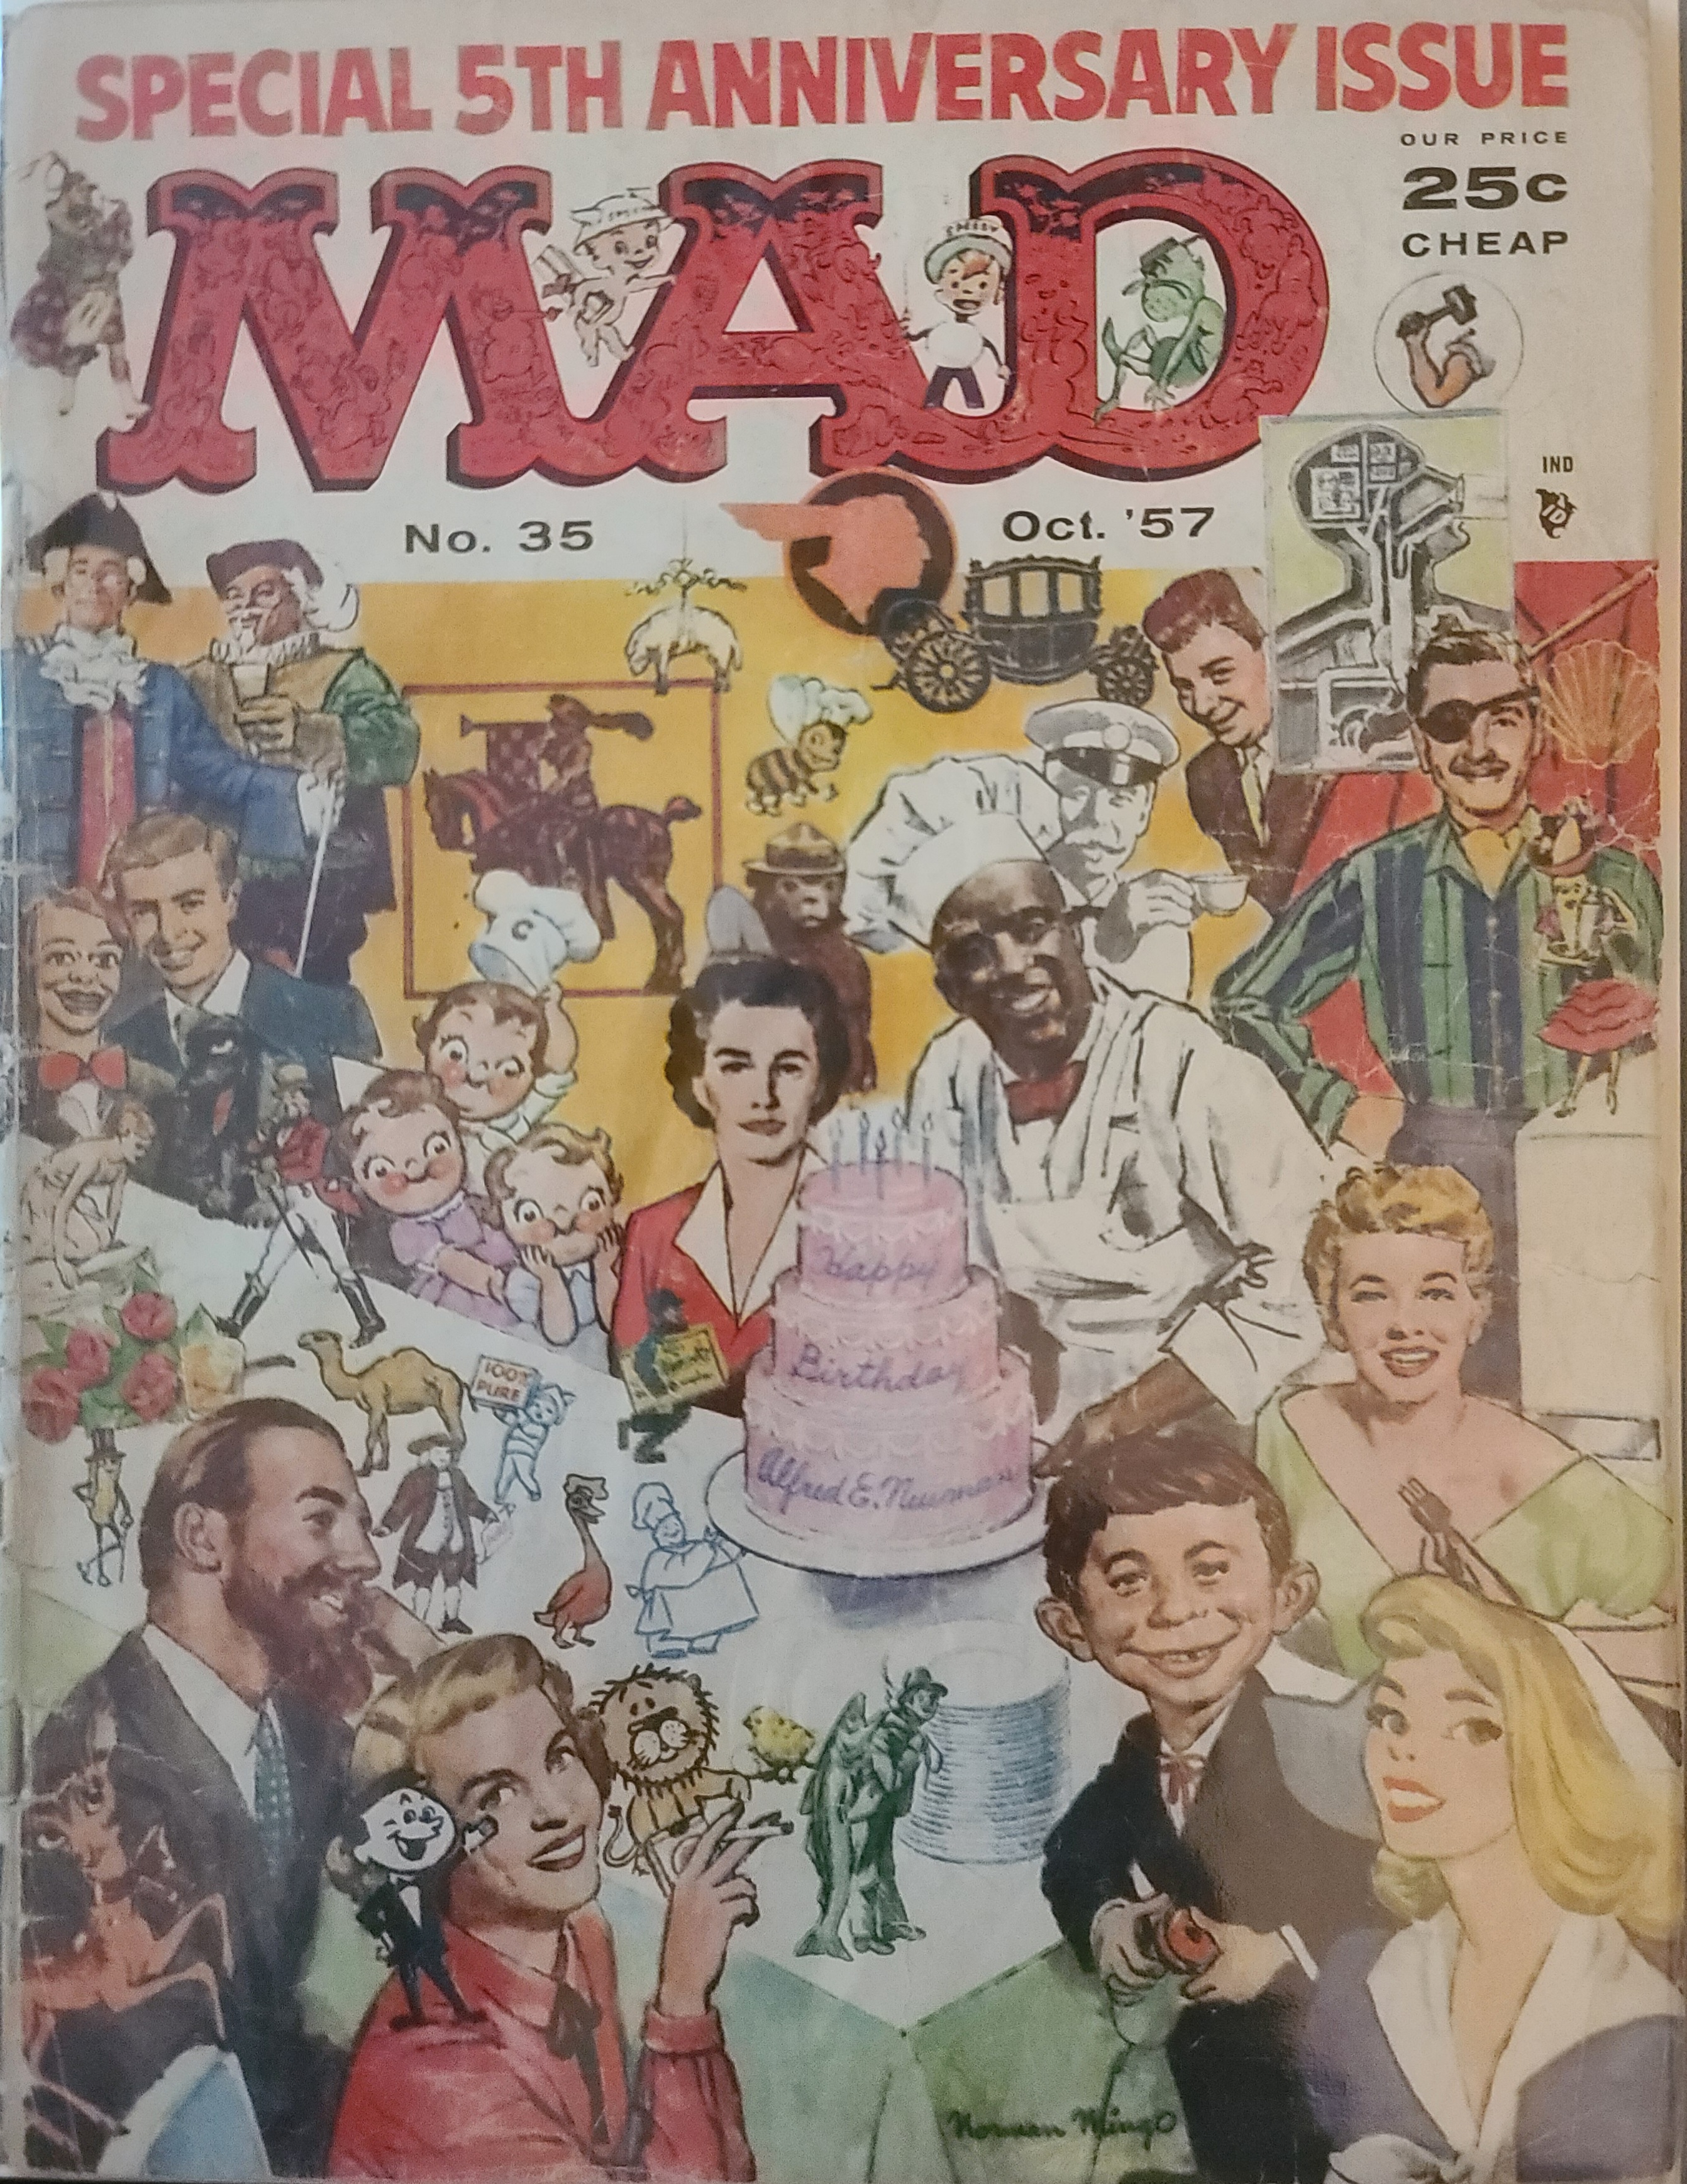 SPECIAL 5TH ANNIVERSARY ISSUE
MAD
OUR PRICE
25c
CHEAP
SPEEDY
IND
No. 35
Oct. '57
C
100%
PURE
Happy
Birthday
Alfred E. Neuman
Norman Mingo